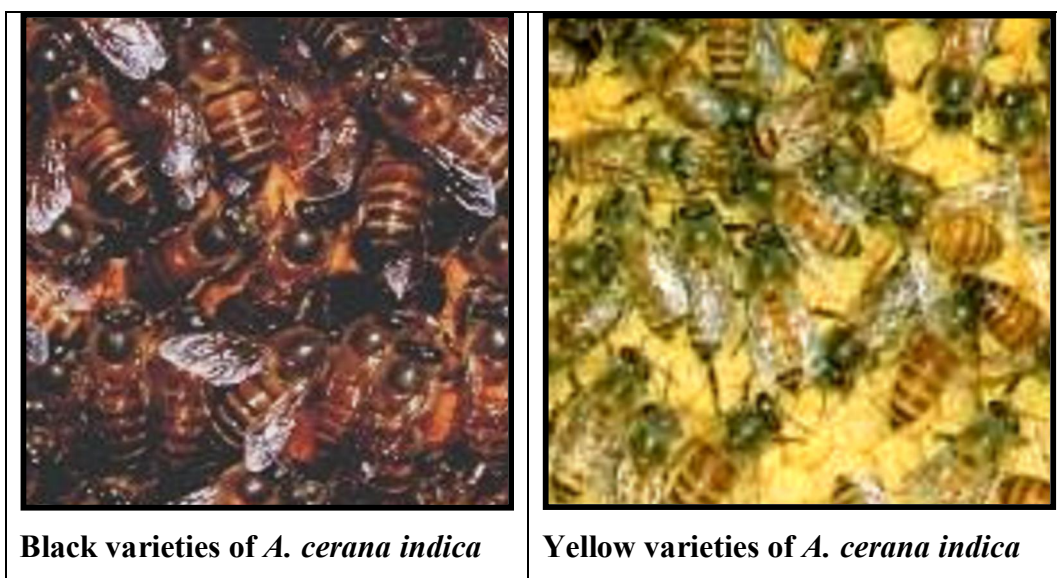 Black varieties of A. cerana indica
Yellow varieties of A. cerana indica